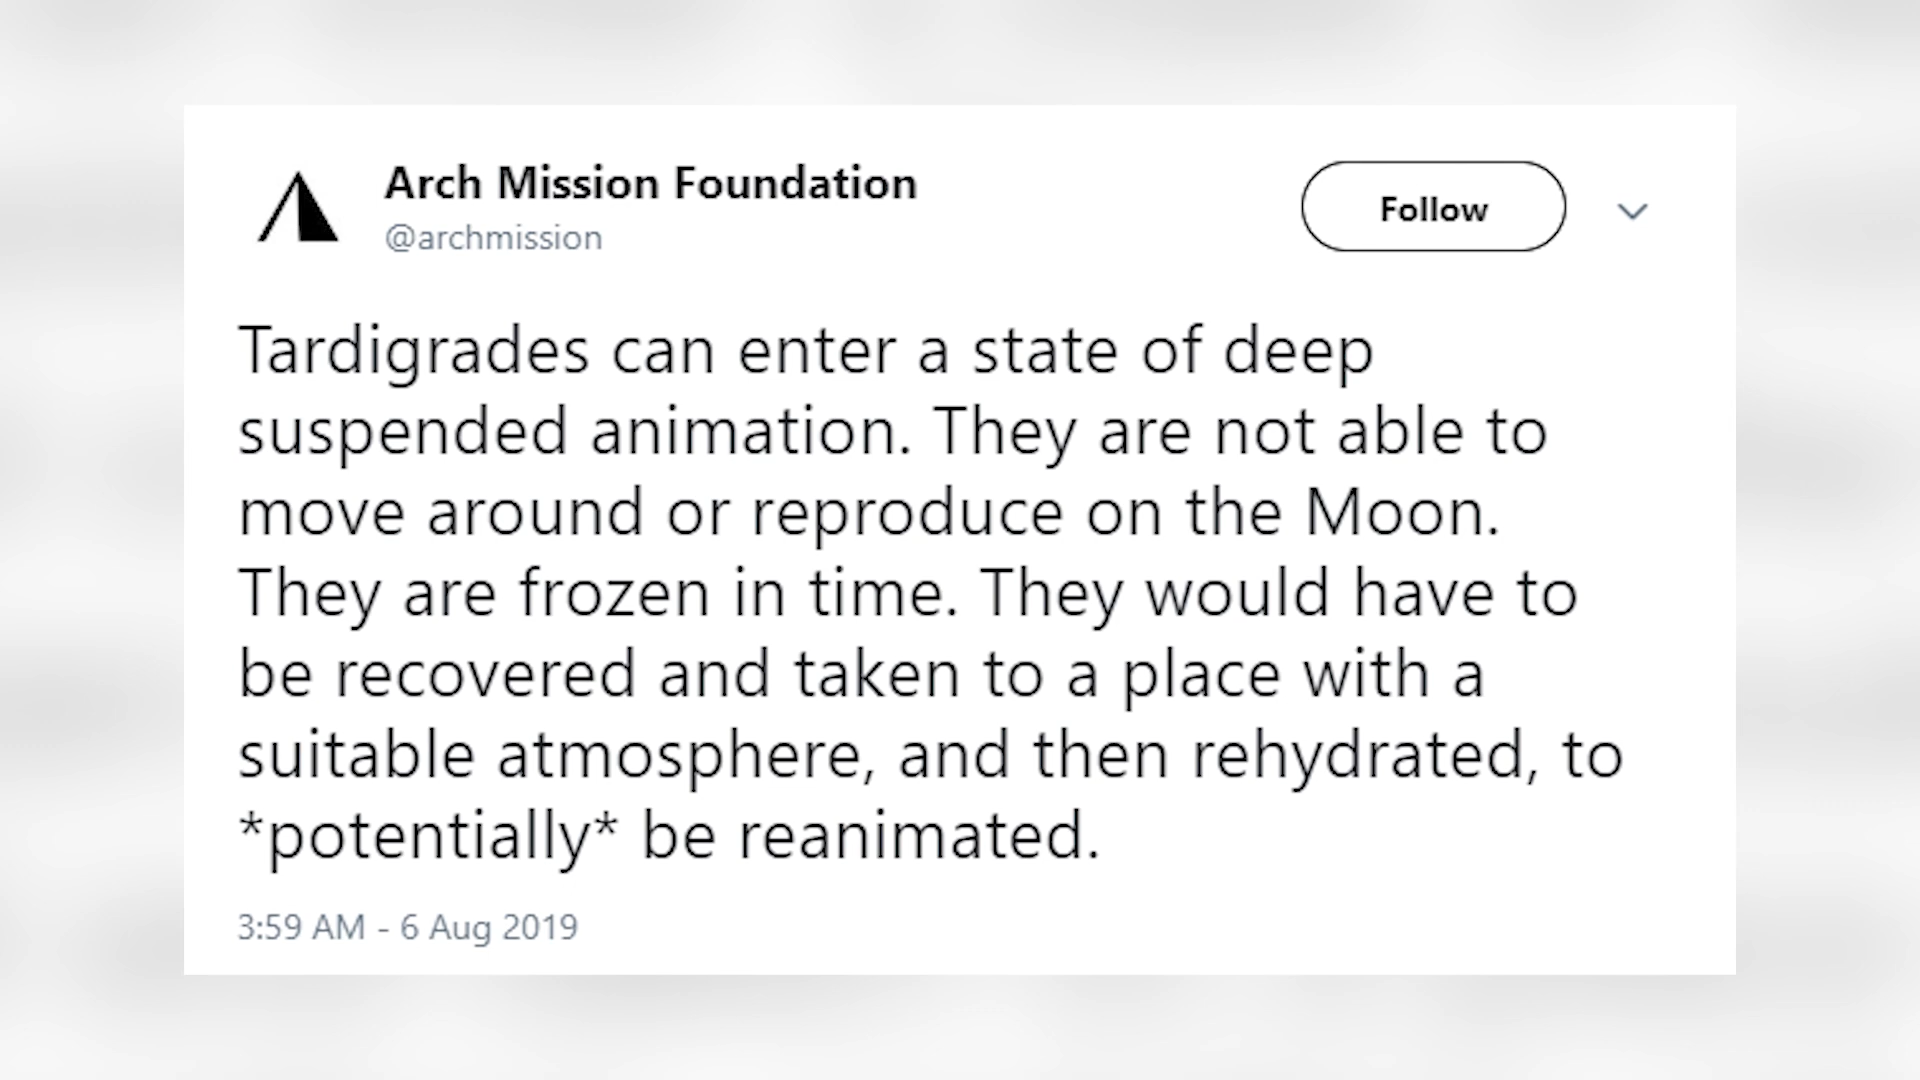 Arch Mission Foundation
@archmission
Follow
Tardigrades can enter a state of deep
suspended animation. They are not able to
move around or reproduce on the Moon.
They are frozen in time. They would have to
be recovered and taken to a place with a
suitable atmosphere, and then rehydrated, to
*potentially* be reanimated.
3:59 AM - 6 Aug 2019